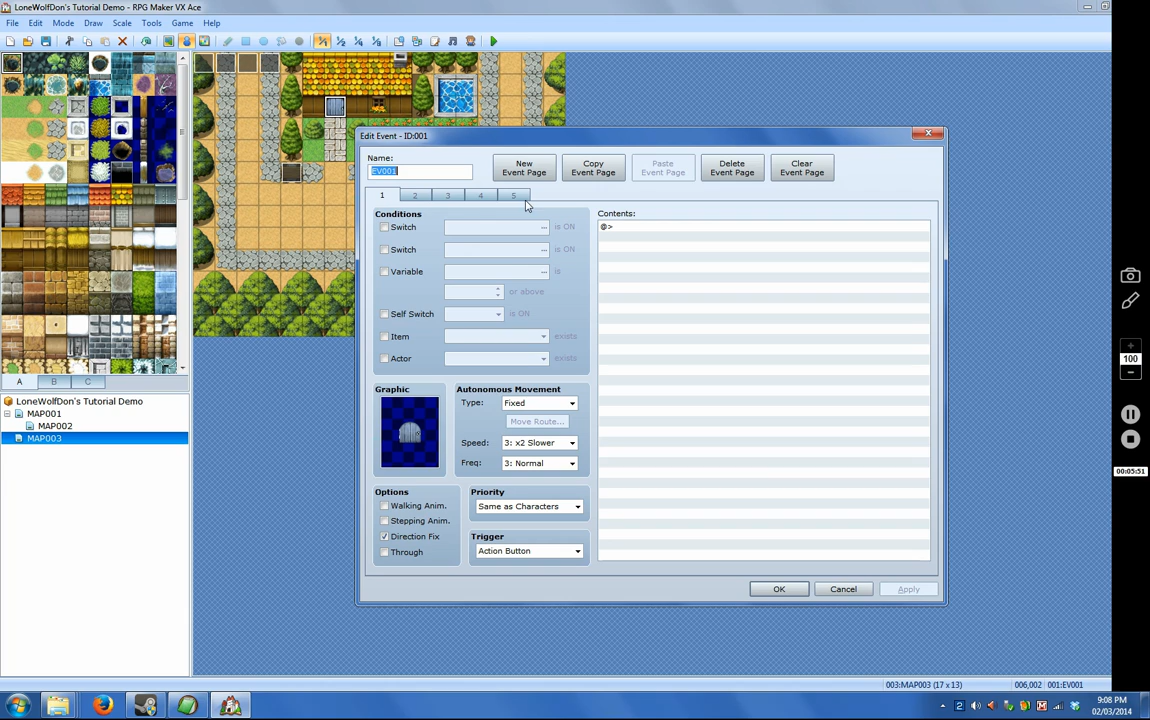 LoneWolfDon's Tutorial Demo - RPG Maker VX Ace
File Edit Mode Draw Scale Tools Game Help
Edit Event - ID:001
Name:
EV001
New Event Page
Copy Event Page
Paste Event Page
Delete Event Page
Clear Event Page
1 2 3 4 5
Conditions
Switch ... is ON
Switch ... is ON
Variable ... is
or above
Self Switch is ON
Item exists
Actor exists
Graphic
Autonomous Movement
Type: Fixed
Move Route...
Speed: 3: x2 Slower
Freq: 3: Normal
Options
Walking Anim.
Stepping Anim.
Direction Fix
Through
Priority
Same as Characters
Trigger
Action Button
Contents:
@>
OK Cancel Apply
A B C
LoneWolfDon's Tutorial Demo
MAP001
MAP002
MAP003
003:MAP003 (17 x 13) 006,002 001:EV001
100
00:05:51
9:08 PM
02/03/2014